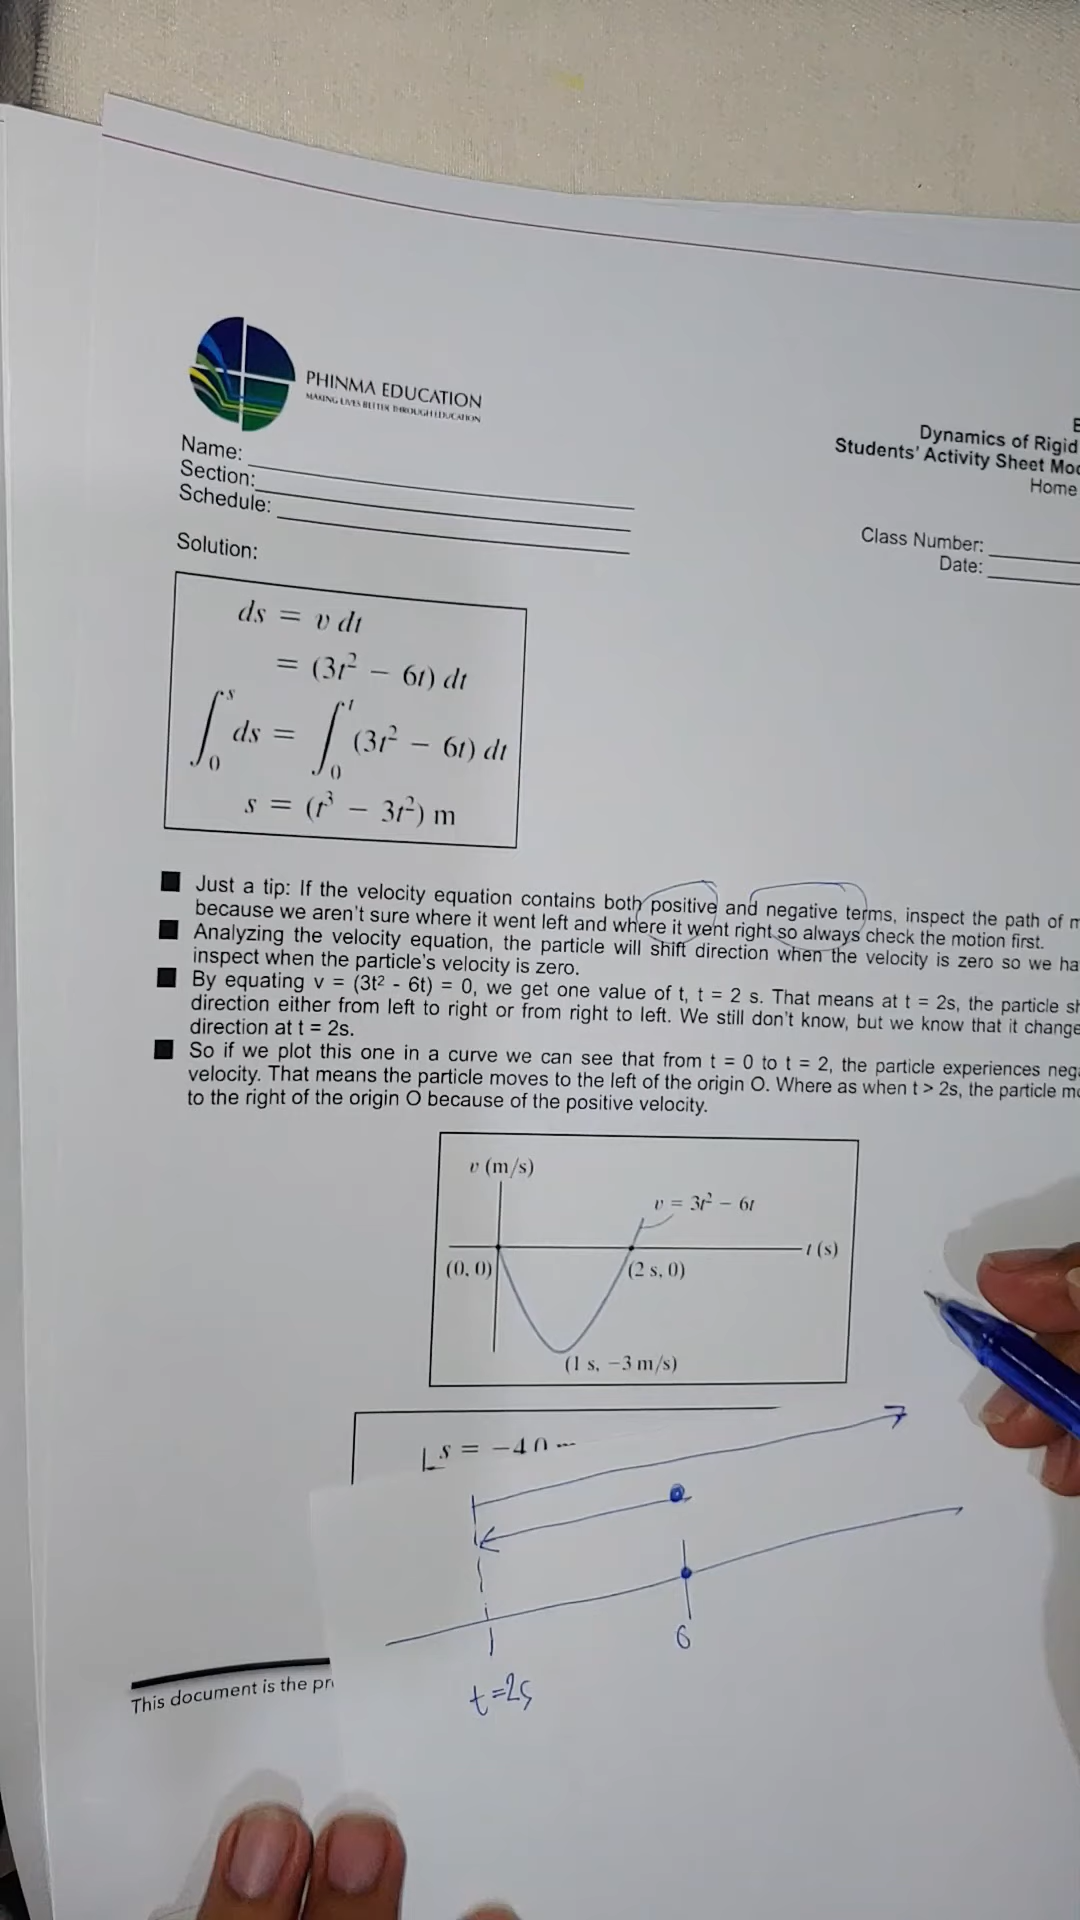 PHINMA EDUCATION
MAKING LIVES BETTER THROUGH EDUCATION
Dynamics of Rigid
Students' Activity Sheet
Home
Name:
Section:
Schedule:
Class Number:
Date:
Solution:
ds = v dt
= (3t² − 6t) dt
∫₀ˢ ds = ∫₀ᵗ (3t² − 6t) dt
s = (t³ − 3t²) m
Just a tip: If the velocity equation contains both positive and negative terms, inspect the path of
because we aren't sure where it went left and where it went right so always check the motion first.
Analyzing the velocity equation, the particle will shift direction when the velocity is zero so we
inspect when the particle's velocity is zero.
By equating v = (3t² - 6t) = 0, we get one value of t, t = 2 s. That means at t = 2s, the particle
direction either from left to right or from right to left. We still don't know, but we know that it
direction at t = 2s.
So if we plot this one in a curve we can see that from t = 0 to t = 2, the particle experiences
velocity. That means the particle moves to the left of the origin O. Where as when t > 2s, the particle
to the right of the origin O because of the positive velocity.
v (m/s)
v = 3t² − 6t
t (s)
(0, 0)
(2 s, 0)
(1 s, −3 m/s)
s = −4.0
6
t=2s
This document is the